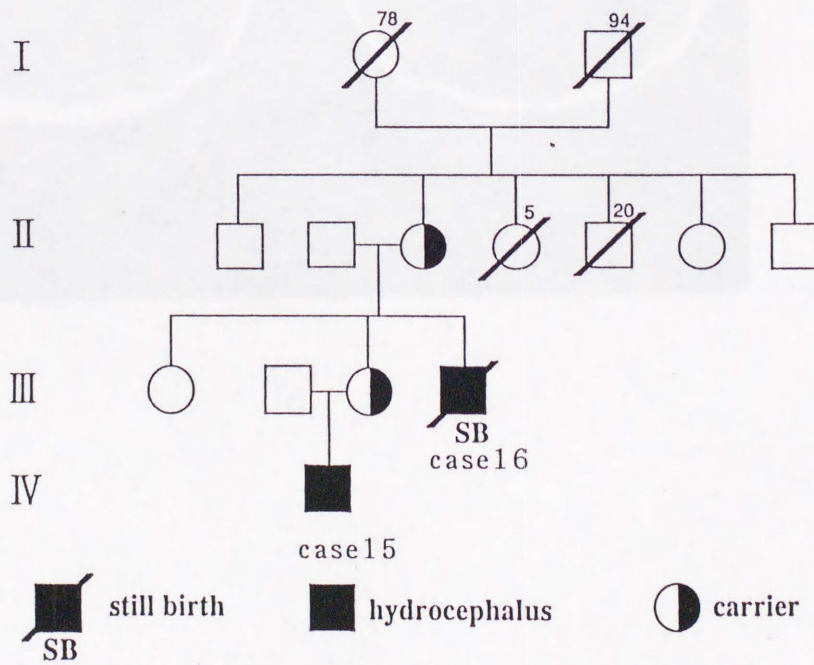 78 94
I
5 20
II
III
SB
case16
IV
case15
still birth hydrocephalus carrier
SB